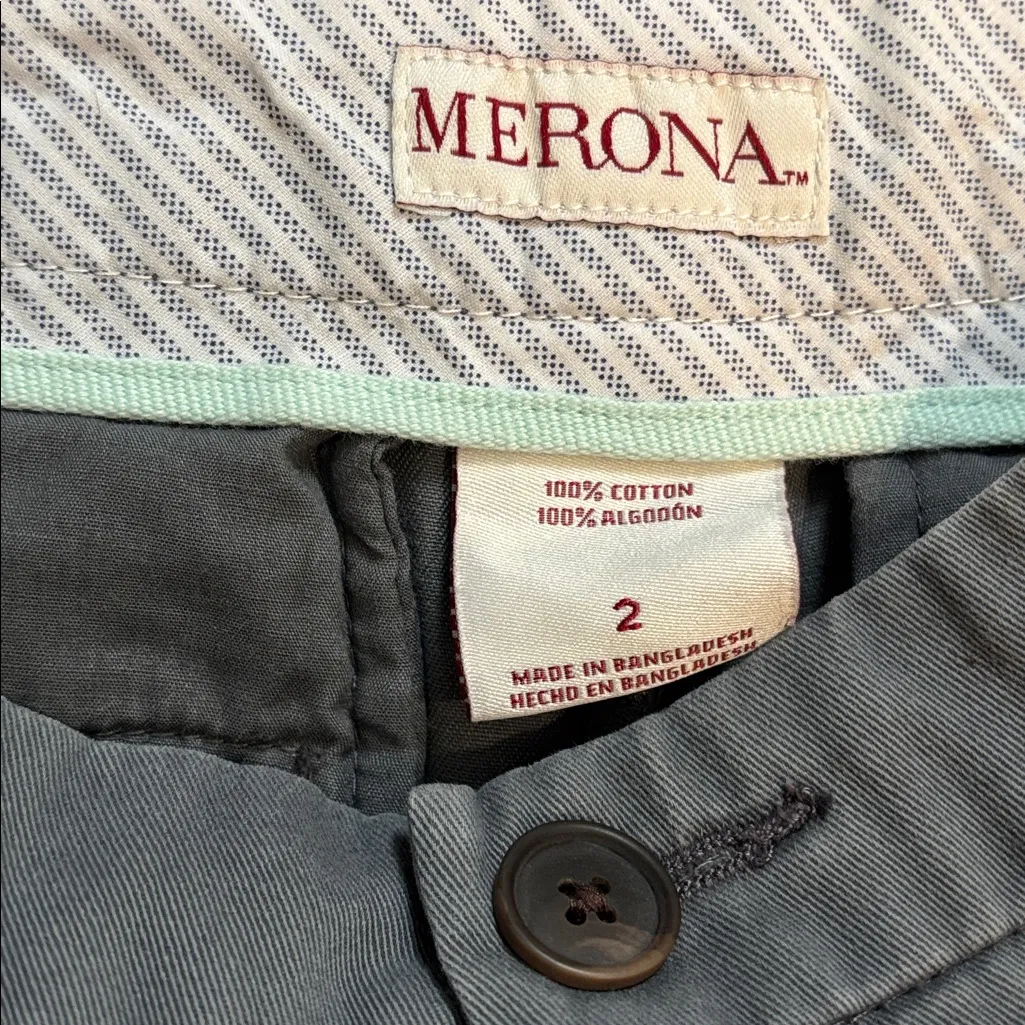 MERONA™
100% COTTON
100% ALGODÓN
2
MADE IN BANGLADESH
HECHO EN BANGLADESH